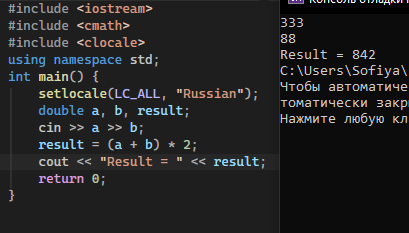 #include <iostream>
#include <cmath>
#include <clocale>
using namespace std;
int main() {
    setlocale(LC_ALL, "Russian");
    double a, b, result;
    cin >> a >> b;
    result = (a + b) * 2;
    cout << "Result = " << result;
    return 0;
}
Консоль отладки
333
88
Result = 842
C:\Users\Sofiya\
Чтобы автоматиче
томатически закр
Нажмите любую кл